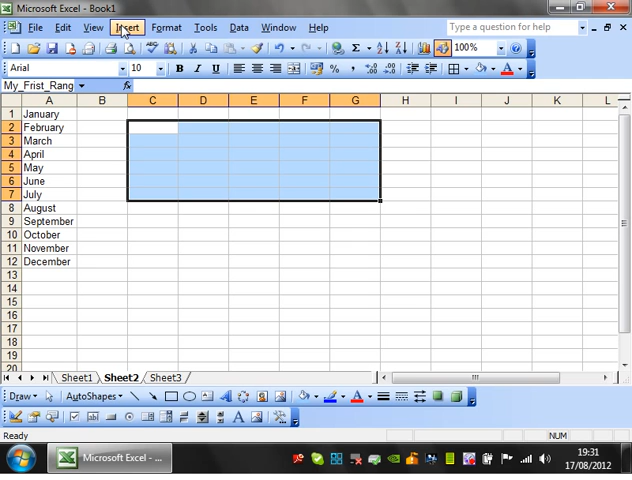 Microsoft Excel - Book1
File Edit View Insert Format Tools Data Window Help Type a question for help
100%
Arial 10 B I U
My_Frist_Rang fx
A B C D E F G H I J K L
1 January
2 February
3 March
4 April
5 May
6 June
7 July
8 August
9 September
10 October
11 November
12 December
13
14
15
16
17
18
19
20
Sheet1 Sheet2 Sheet3
Draw AutoShapes
Ready NUM
Microsoft Excel - ... 19:31
17/08/2012